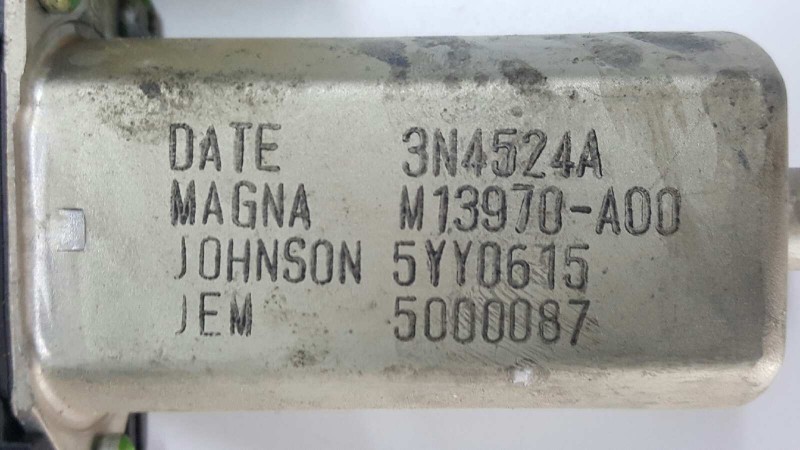 DATE 3N4524A
MAGNA M13970-A00
JOHNSON 5YY0615
JEM 5000087